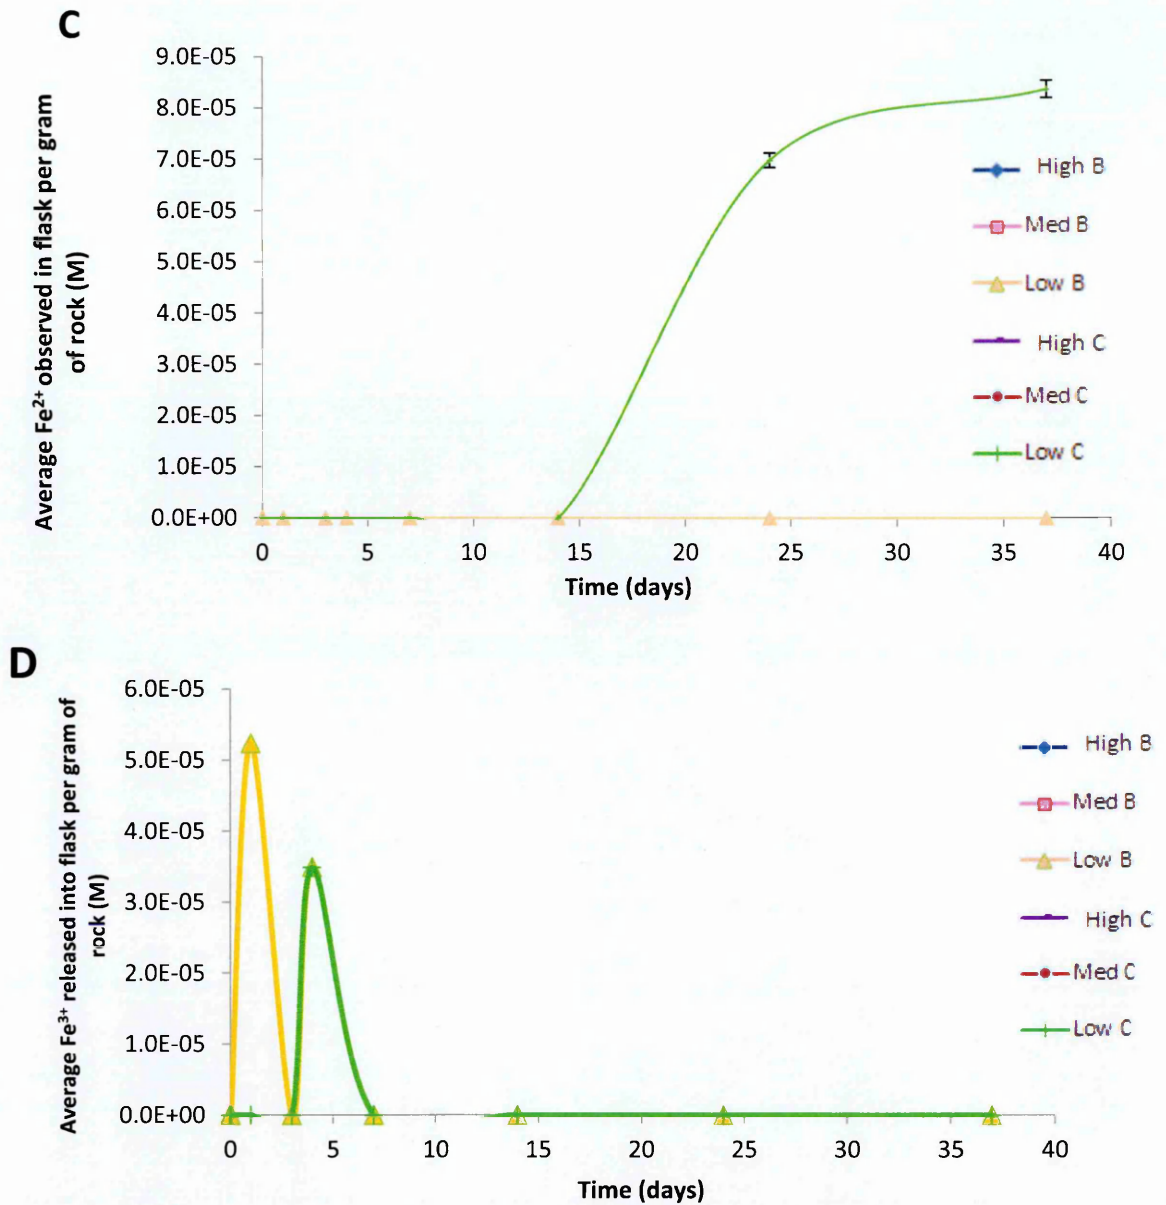 C
9.0E-05
8.0E-05
7.0E-05
6.0E-05
5.0E-05
4.0E-05
3.0E-05
2.0E-05
1.0E-05
0.0E+00
Average Fe²⁺ observed in flask per gram
of rock (M)
0 5 10 15 20 25 30 35 40
Time (days)
High B
Med B
Low B
High C
Med C
Low C
D
6.0E-05
5.0E-05
4.0E-05
3.0E-05
2.0E-05
1.0E-05
0.0E+00
Average Fe³⁺ released into flask per gram of
rock (M)
0 5 10 15 20 25 30 35 40
Time (days)
High B
Med B
Low B
High C
Med C
Low C